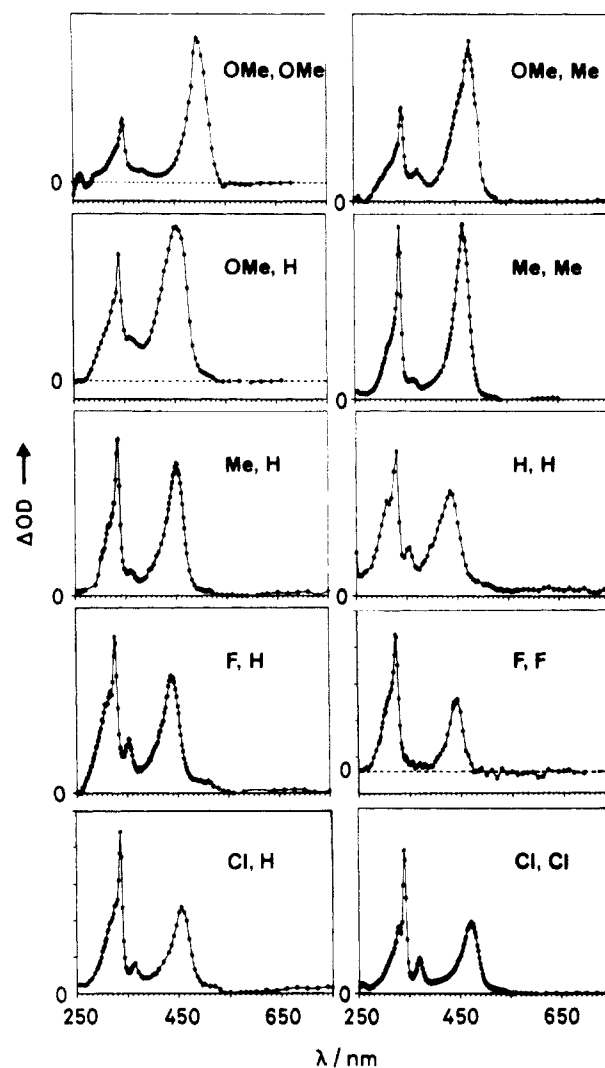 OMe, OMe
0
OMe, Me
0
OMe, H
0
Me, Me
0
Me, H
0
H, H
0
F, H
0
F, F
0
Cl, H
0
Cl, Cl
0
ΔOD →
250 450 650
250 450 650
λ / nm